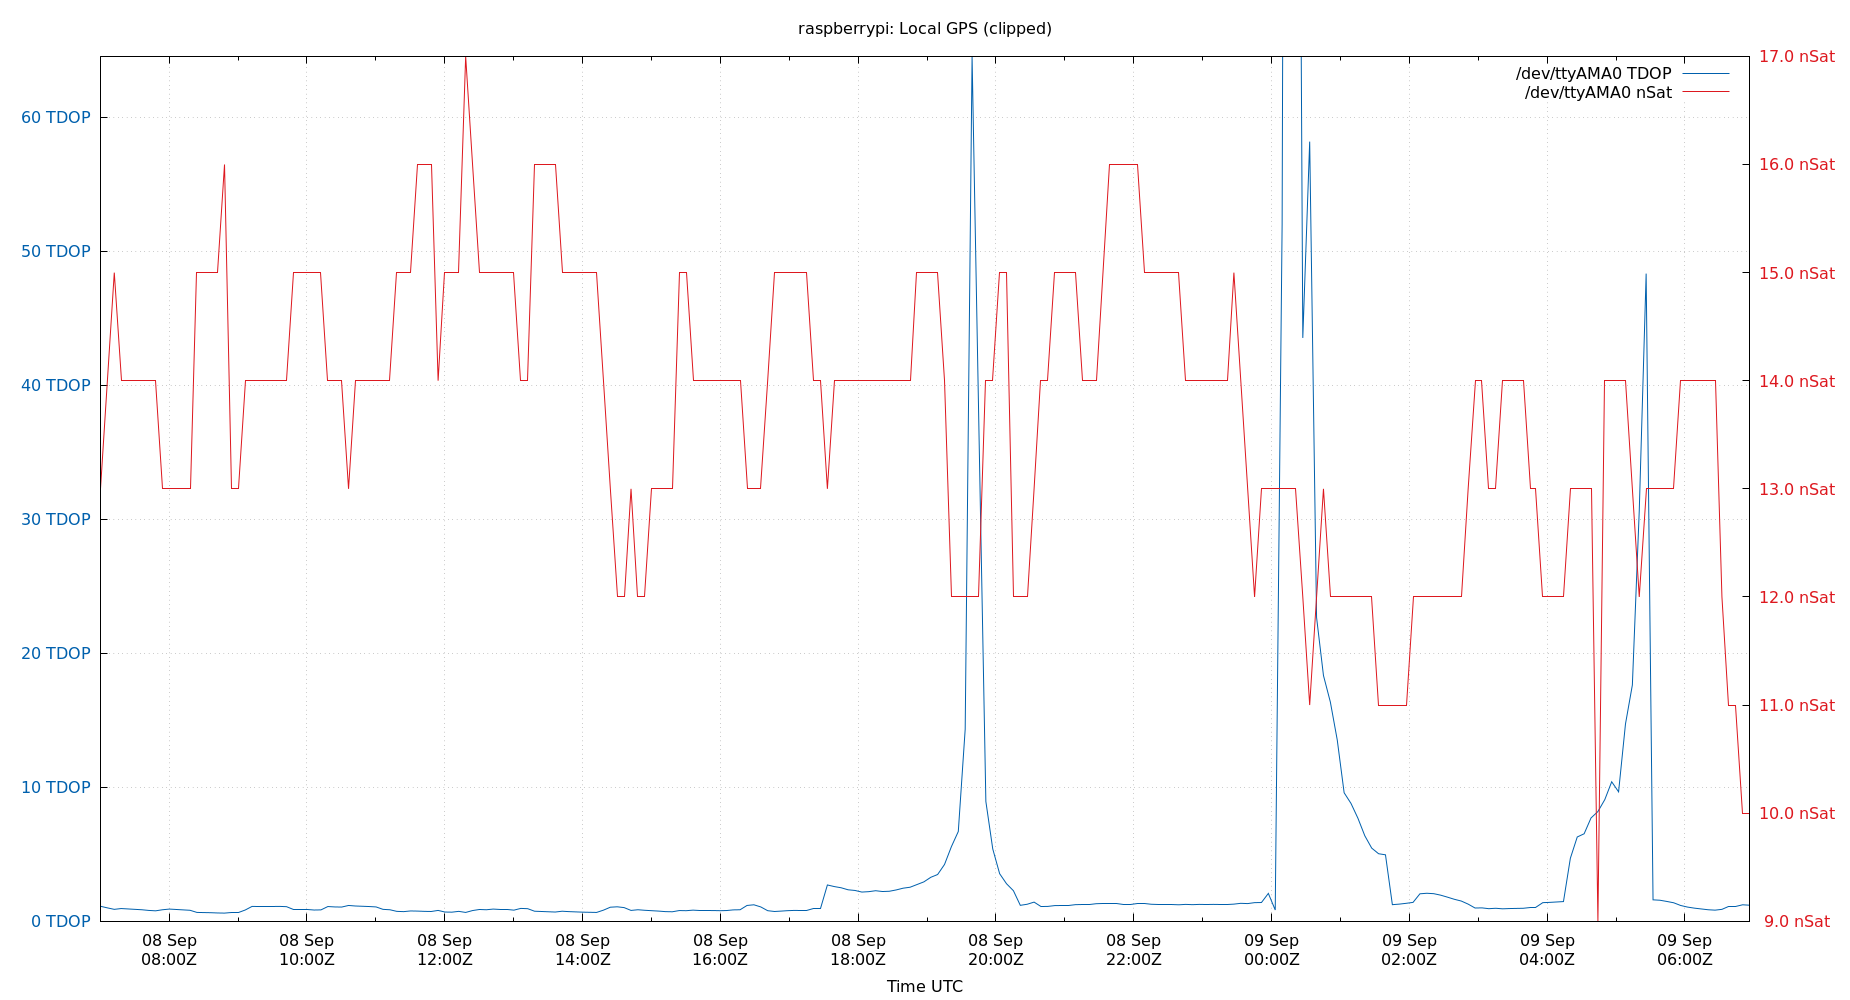 raspberrypi: Local GPS (clipped)
/dev/ttyAMA0 TDOP
/dev/ttyAMA0 nSat
60 TDOP
50 TDOP
40 TDOP
30 TDOP
20 TDOP
10 TDOP
0 TDOP
17.0 nSat
16.0 nSat
15.0 nSat
14.0 nSat
13.0 nSat
12.0 nSat
11.0 nSat
10.0 nSat
9.0 nSat
08 Sep
08:00Z
08 Sep
10:00Z
08 Sep
12:00Z
08 Sep
14:00Z
08 Sep
16:00Z
08 Sep
18:00Z
08 Sep
20:00Z
08 Sep
22:00Z
09 Sep
00:00Z
09 Sep
02:00Z
09 Sep
04:00Z
09 Sep
06:00Z
Time UTC